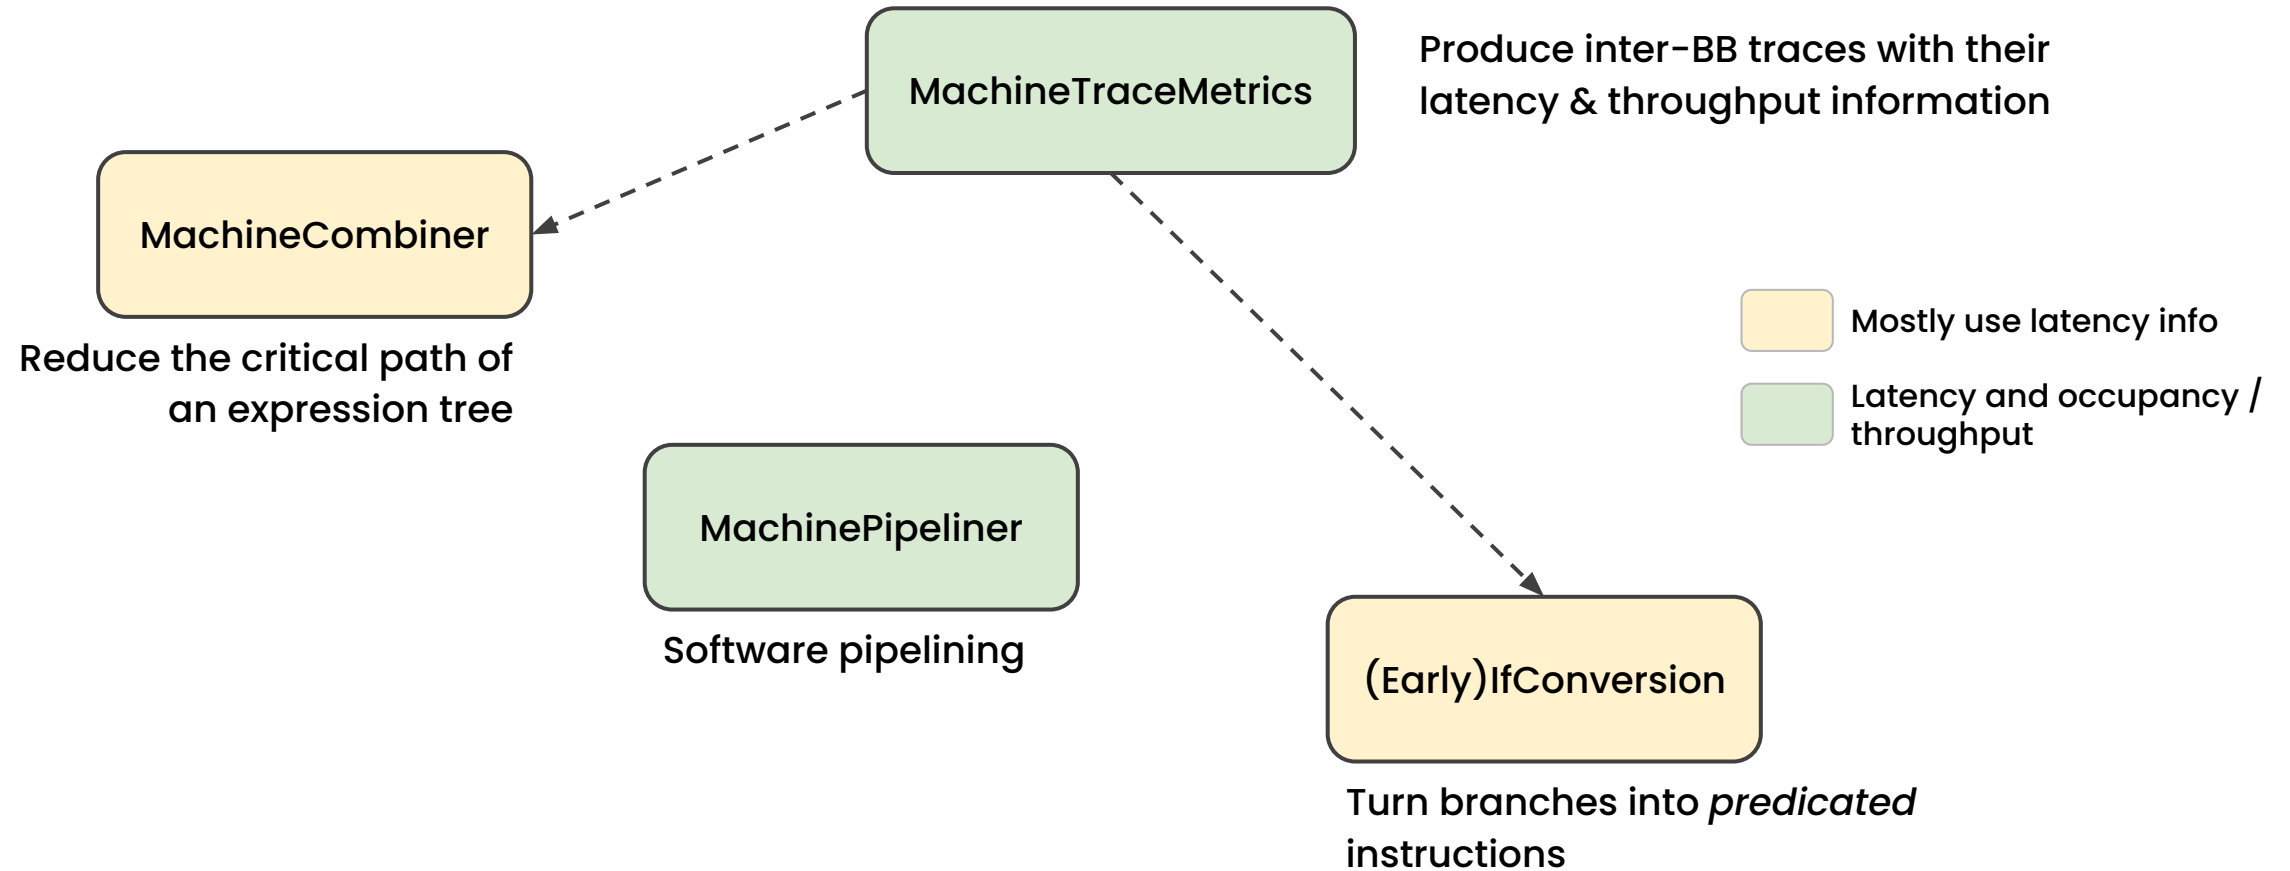 MachineTraceMetrics
Produce inter-BB traces with their
latency & throughput information
MachineCombiner
Reduce the critical path of
an expression tree
Mostly use latency info
Latency and occupancy /
throughput
MachinePipeliner
Software pipelining
(Early)IfConversion
Turn branches into predicated
instructions